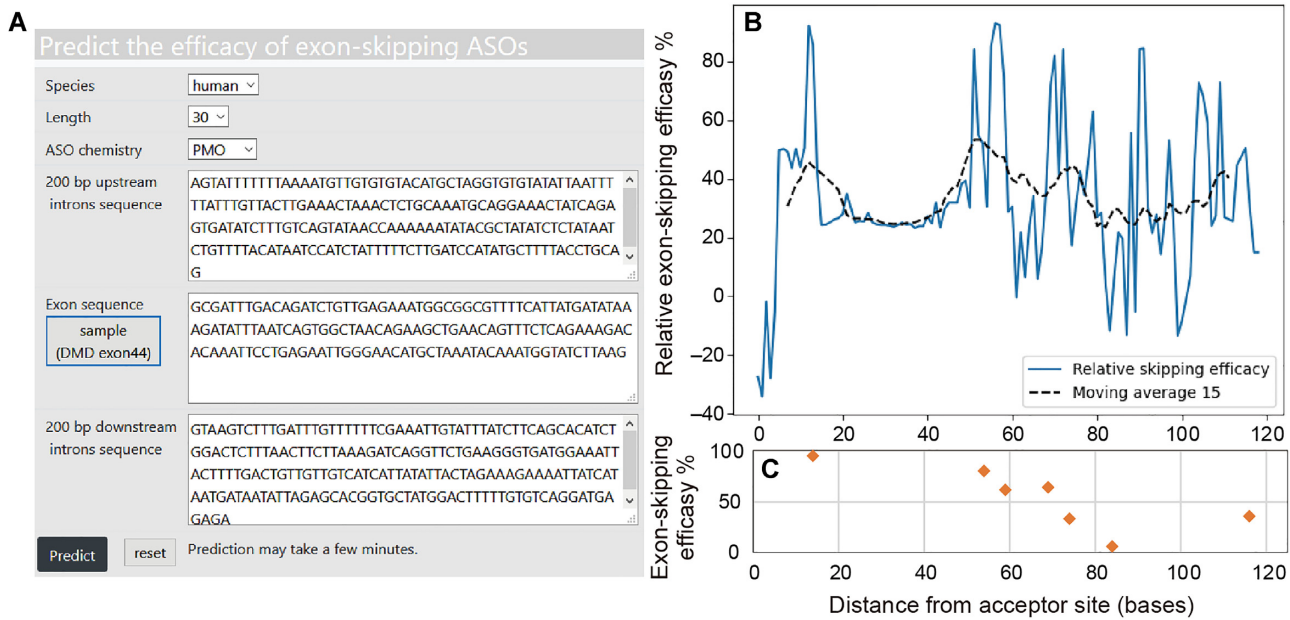 A
Predict the efficacy of exon-skipping ASOs
Species
human
Length
30
ASO chemistry
PMO
200 bp upstream
introns sequence
AGTATTTTTTTAAAATGTTGTGTGTACATGCTAGGTGTGTATATTAATTT
TTATTTGTTACTTGAAACTAAACTCTGCAAATGCAGGAAACTATCAGA
GTGATATCTTTGTCAGTATAACCAAAAAATATACGCTATATCTCTATAAT
CTGTTTTACATAATCCATCTATTTTTCTTGATCCATATGCTTTTACCTGCA
G
Exon sequence
sample
(DMD exon44)
GCGATTTGACAGATCTGTTGAGAAATGGCGGCGTTTTCATTATGATATAA
AGATATTTAATCAGTGGCTAACAGAAGCTGAACAGTTTCTCAGAAAGAC
ACAAATTCCTGAGAATTGGGAACATGCTAAATACAAATGGTATCTTAAG
200 bp downstream
introns sequence
GTAAGTCTTTGATTTGTTTTTTCGAAATTGTATTTATCTTCAGCACATCT
GGACTCTTTAACTTCTTAAAGATCAGGTTCTGAAGGGTGATGGAAATT
ACTTTTGACTGTTGTTGTCATCATTATATTACTAGAAAGAAAATTATCAT
AATGATAATATTAGAGCACGGTGCTATGGACTTTTTGTGTCAGGATGA
GAGA
Predict
reset
Prediction may take a few minutes.
B
Relative exon-skipping efficasy %
80
60
40
20
0
−20
−40
0
20
40
60
80
100
120
Relative skipping efficacy
Moving average 15
C
Exon-skipping
efficasy %
100
50
0
0
20
40
60
80
100
120
Distance from acceptor site (bases)